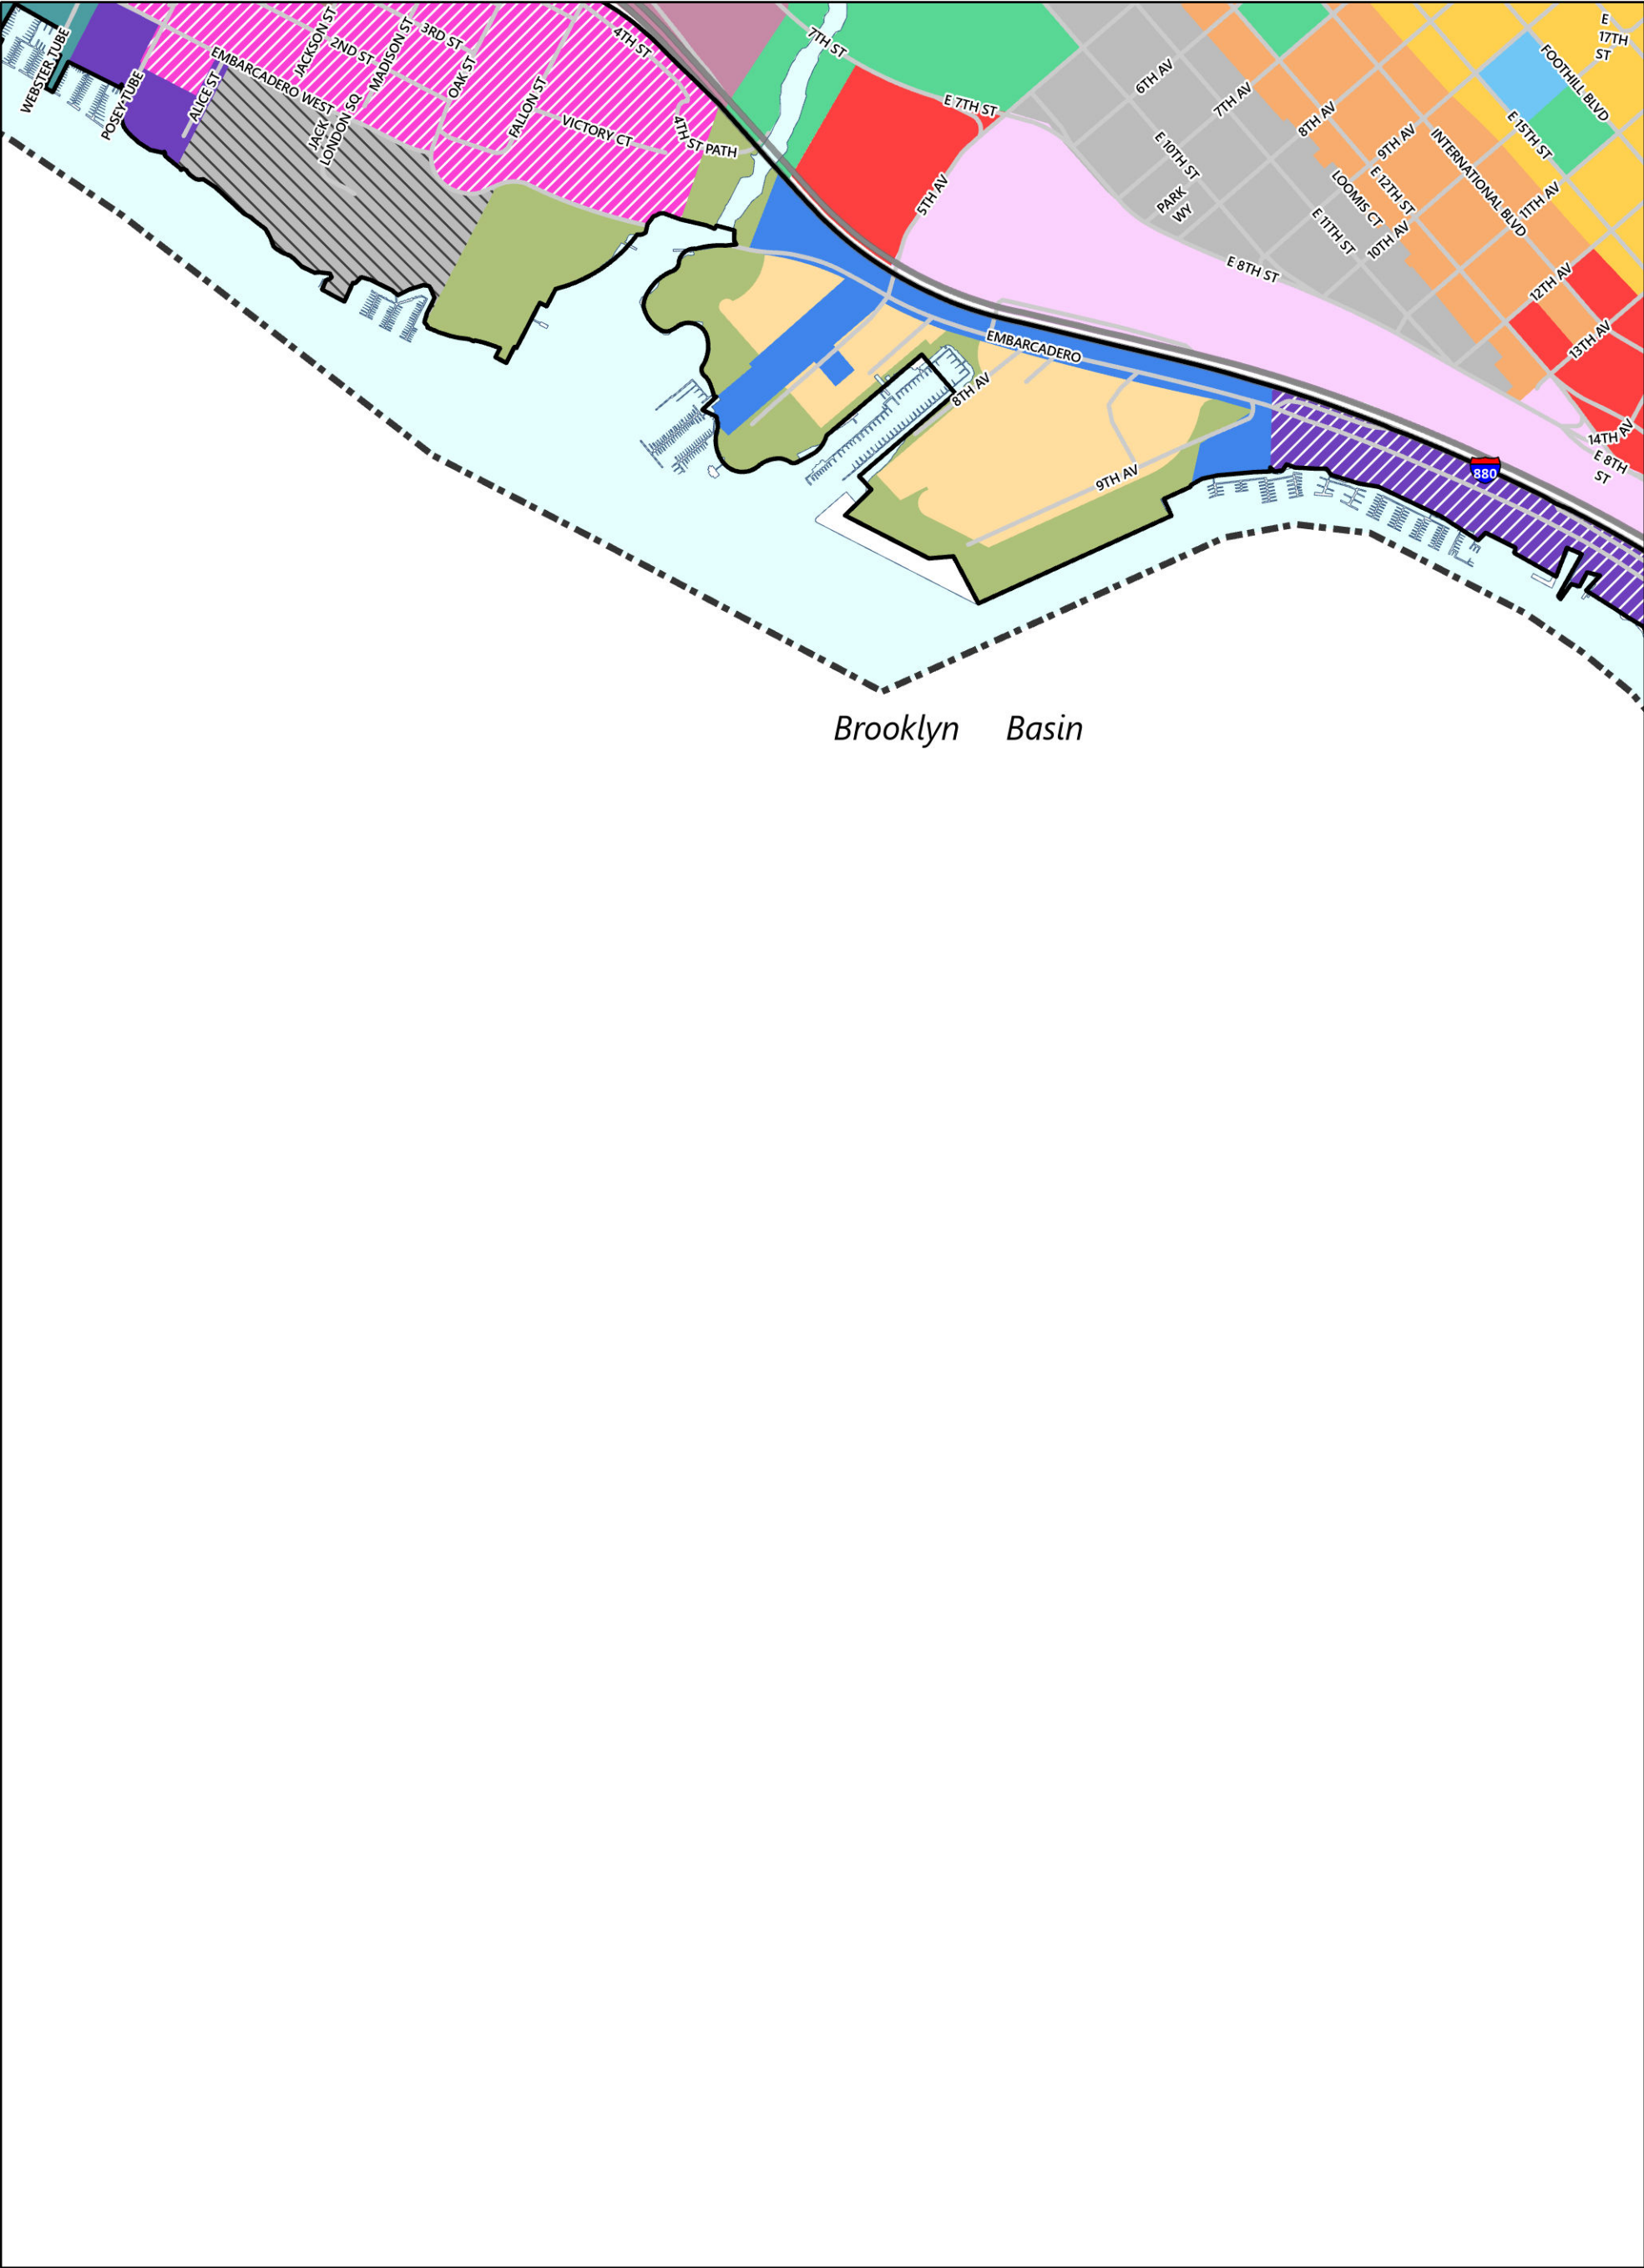 WEBSTER TUBE
POSEY TUBE
ALICE ST
EMBARCADERO WEST
JACKSON ST
2ND ST
MADISON ST
3RD ST
OAK ST
JACK
LONDON SQ
FALLON ST
VICTORY CT
4TH ST
4TH ST PATH
7TH ST
E 7TH ST
5TH AV
6TH AV
7TH AV
8TH AV
9TH AV
E 10TH ST
PARK
WY
E 8TH ST
E 11TH ST
LOOMIS CT
E 12TH ST
10TH AV
INTERNATIONAL BLVD
11TH AV
E 15TH ST
FOOTHILL BLVD
E
17TH
ST
12TH AV
13TH AV
14TH AV
E 8TH
ST
EMBARCADERO
8TH AV
9TH AV
880
Brooklyn Basin